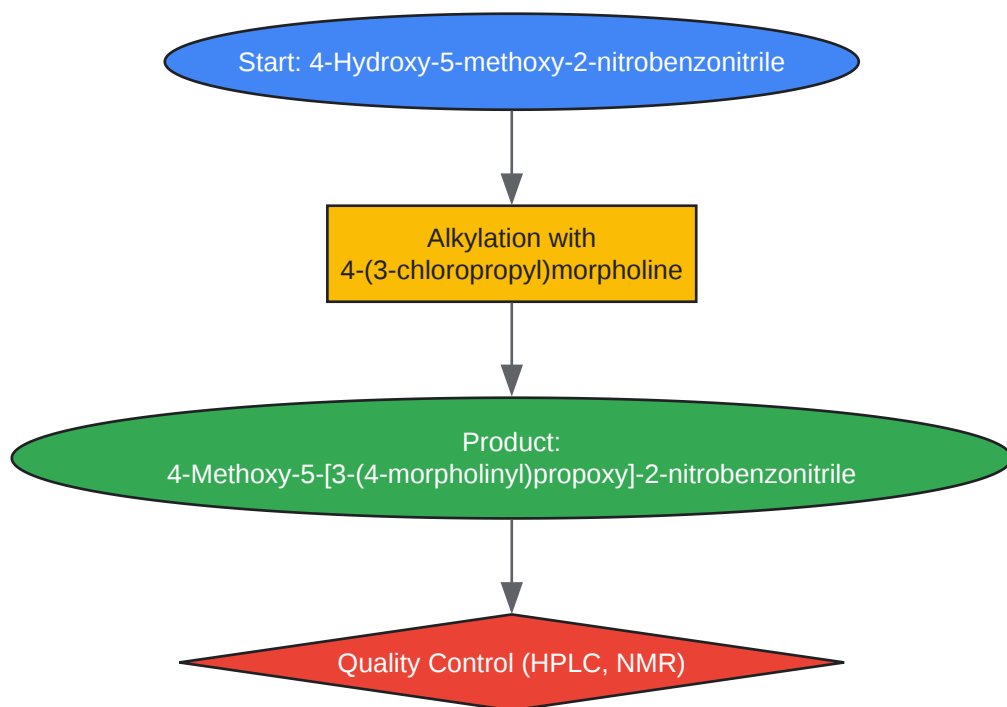 Start: 4-Hydroxy-5-methoxy-2-nitrobenzonitrile
Alkylation with
4-(3-chloropropyl)morpholine
Product:
4-Methoxy-5-[3-(4-morpholinyl)propoxy]-2-nitrobenzonitrile
Quality Control (HPLC, NMR)